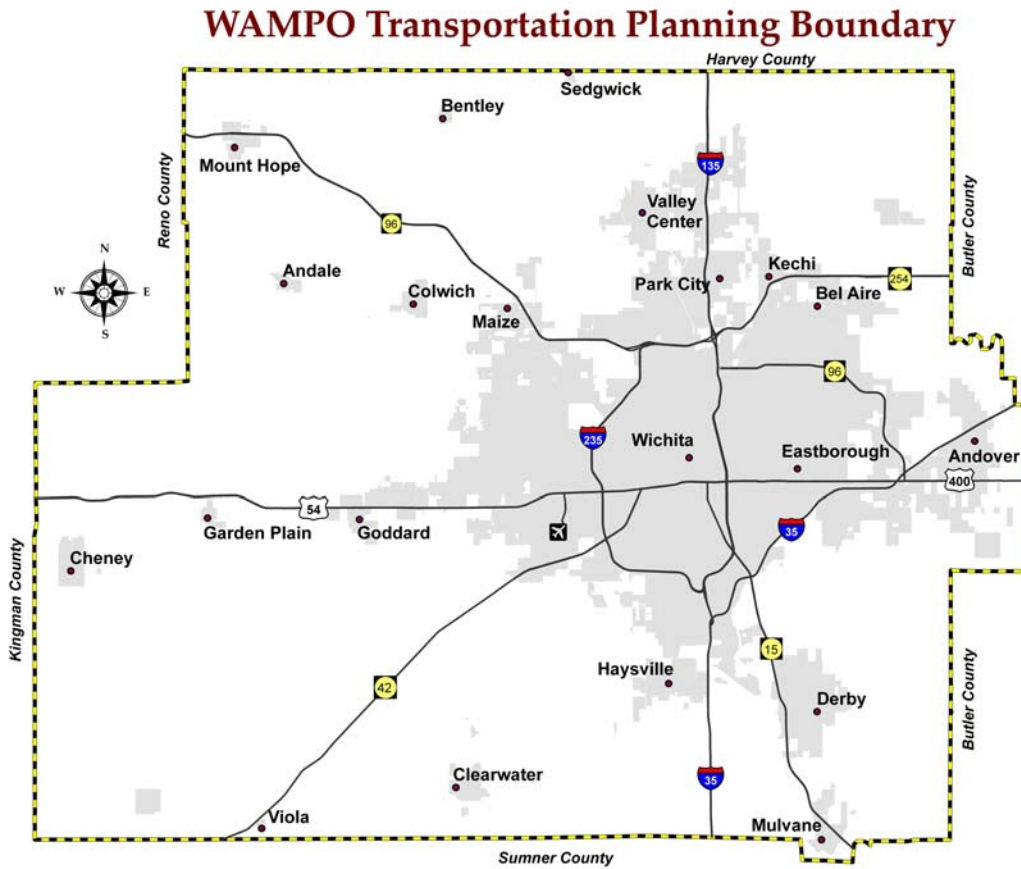 WAMPO Transportation Planning Boundary
Harvey County
Sedgwick
Bentley
Mount Hope
135
Reno County
Valley
Center
Butler County
96
N
W E
S
Andale
Colwich
Maize
Park City
Kechi
254
Bel Aire
96
235
Wichita
Eastborough
Andover
400
54
Garden Plain
Goddard
35
Cheney
Kingman County
42
Haysville
15
Derby
Butler County
35
Clearwater
Viola
Mulvane
Sumner County